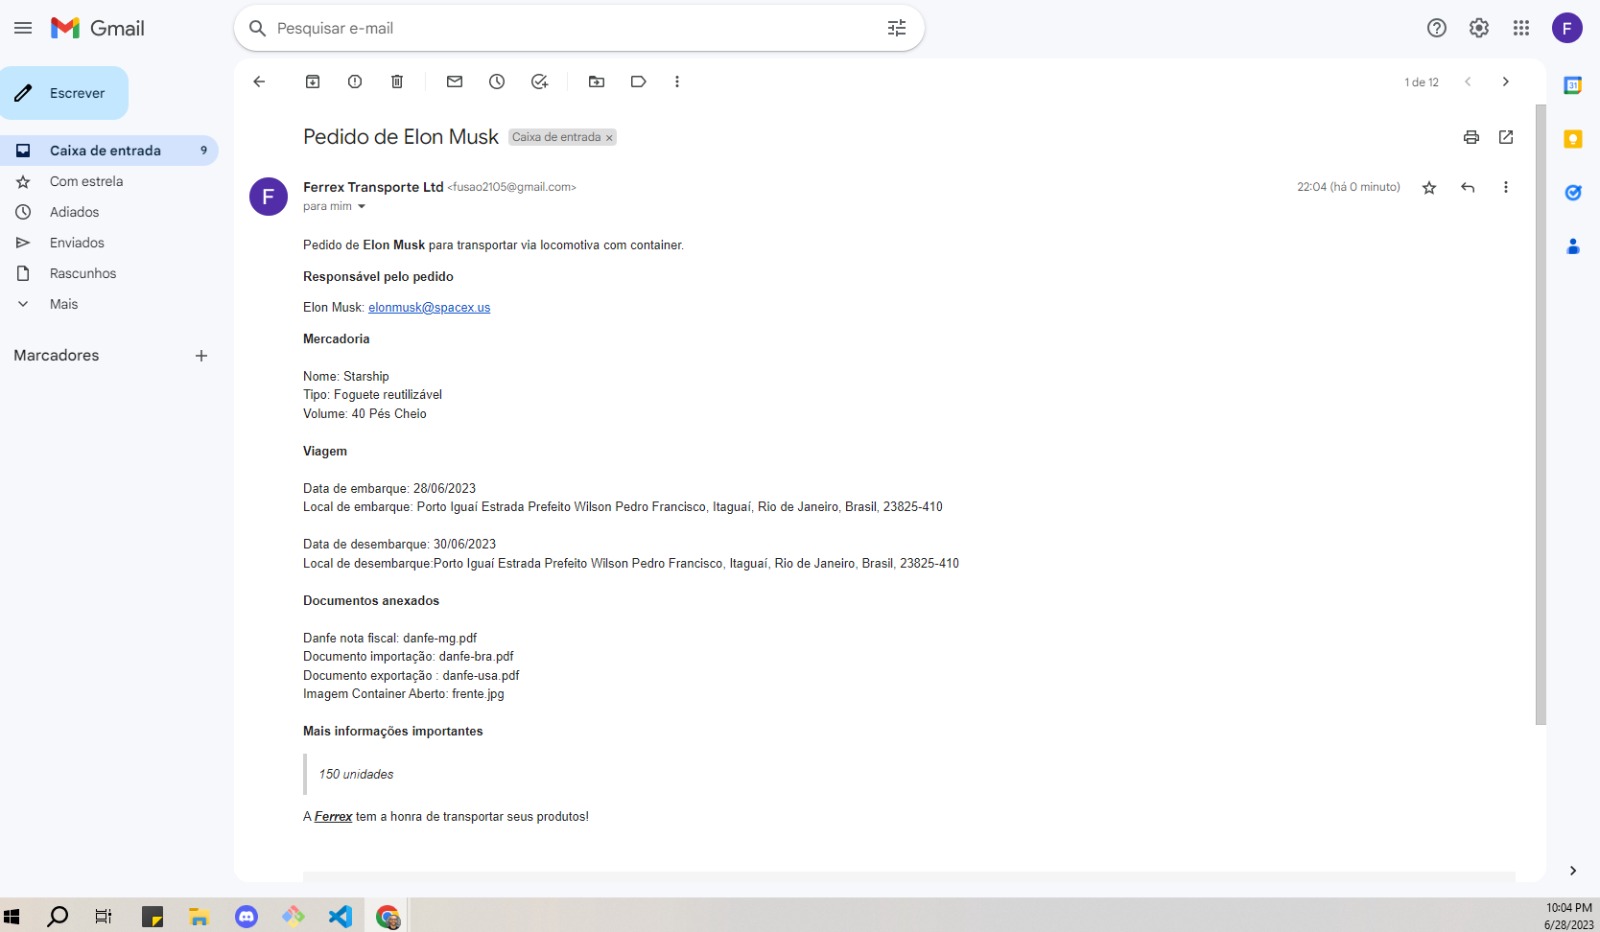 Gmail
Pesquisar e-mail
F
Escrever
1 de 12
Caixa de entrada 9
Com estrela
Adiados
Enviados
Rascunhos
Mais
Marcadores
Pedido de Elon Musk Caixa de entrada ×
F
Ferrex Transporte Ltd <fusao2105@gmail.com>
22:04 (há 0 minuto)
para mim
Pedido de Elon Musk para transportar via locomotiva com container.
Responsável pelo pedido
Elon Musk: elonmusk@spacex.us
Mercadoria
Nome: Starship
Tipo: Foguete reutilizável
Volume: 40 Pés Cheio
Viagem
Data de embarque: 28/06/2023
Local de embarque: Porto Iguaí Estrada Prefeito Wilson Pedro Francisco, Itaguaí, Rio de Janeiro, Brasil, 23825-410
Data de desembarque: 30/06/2023
Local de desembarque:Porto Iguaí Estrada Prefeito Wilson Pedro Francisco, Itaguaí, Rio de Janeiro, Brasil, 23825-410
Documentos anexados
Danfe nota fiscal: danfe-mg.pdf
Documento importação: danfe-bra.pdf
Documento exportação : danfe-usa.pdf
Imagem Container Aberto: frente.jpg
Mais informações importantes
150 unidades
A Ferrex tem a honra de transportar seus produtos!
31
10:04 PM
6/28/2023